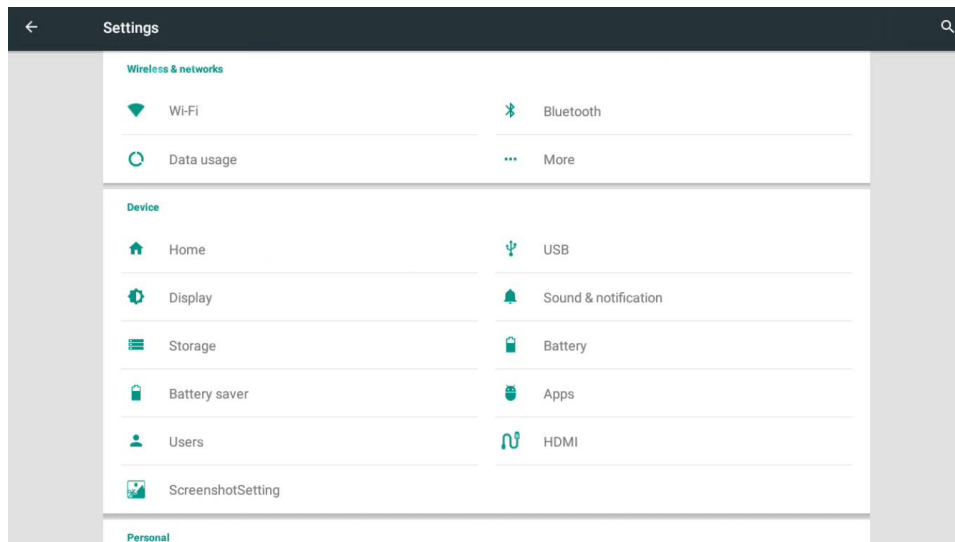 Settings
Wireless & networks
Wi-Fi
Bluetooth
Data usage
More
Device
Home
USB
Display
Sound & notification
Storage
Battery
Battery saver
Apps
Users
HDMI
ScreenshotSetting
Personal